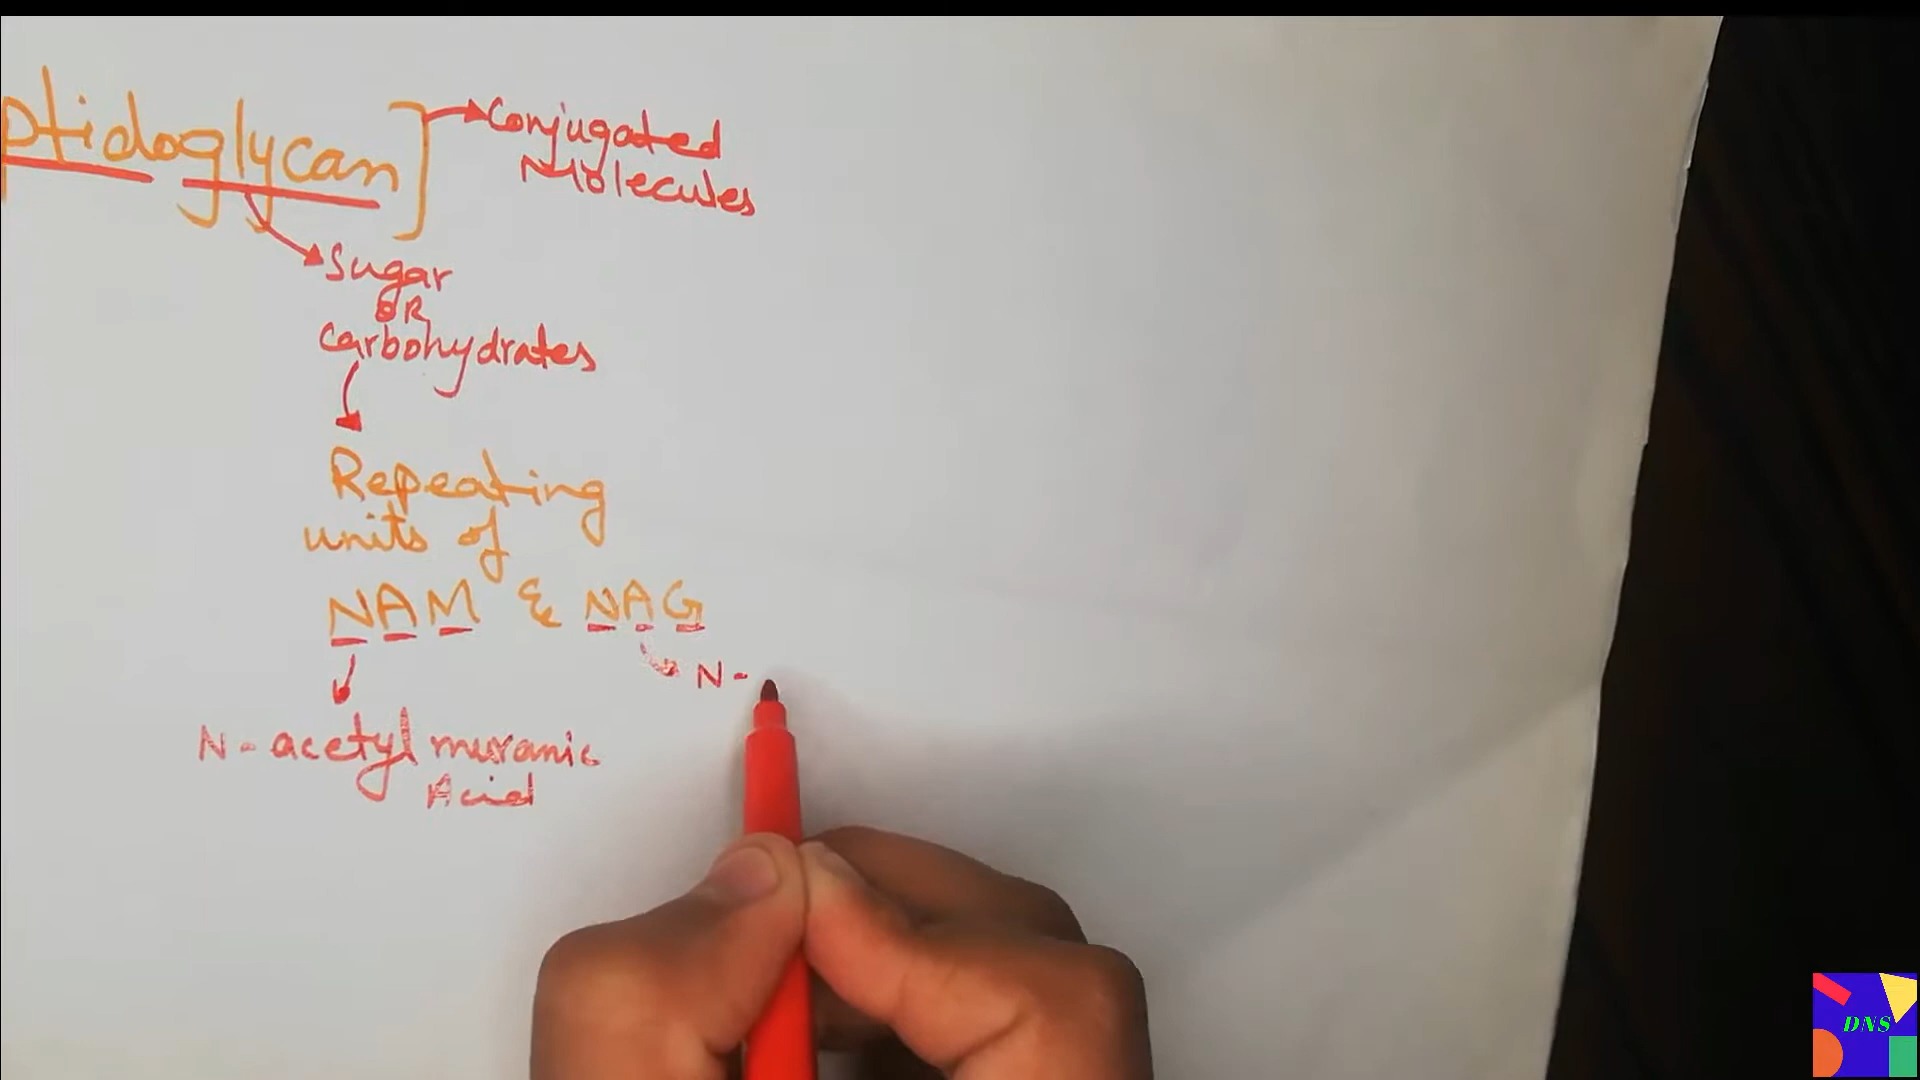 ptidoglycan] Conjugated
Molecules
Sugar
OR
Carbohydrates
Repeating
units of
NAM & NAG
N-
N-acetyl muramic
Acid
DNS